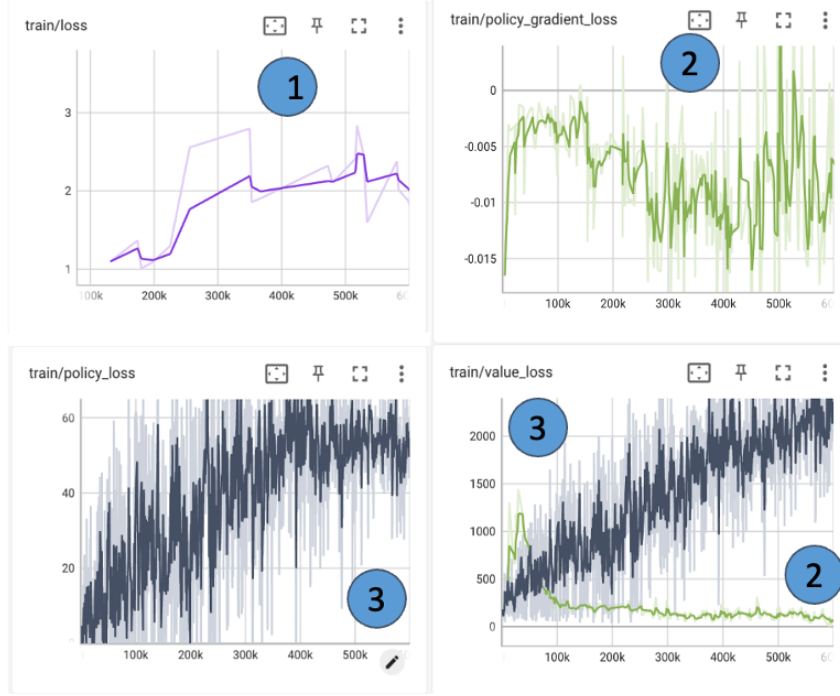 train/loss
1
3
2
1
100k 200k 300k 400k 500k 60
train/policy_gradient_loss
2
0
-0.005
-0.01
-0.015
100k 200k 300k 400k 500k 60
train/policy_loss
60
40
20
3
100k 200k 300k 400k 500k
train/value_loss
3
2000
1500
1000
500
2
0
100k 200k 300k 400k 500k 60